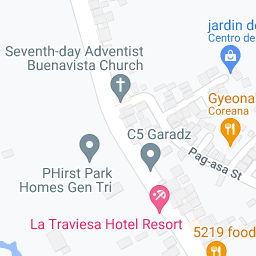 jardin de
Centro de
Seventh-day Adventist
Buenavista Church
Gyeona
Coreana
C5 Garadz
Pag-asa St
PHirst Park
Homes Gen Tri
La Traviesa Hotel Resort
5219 food